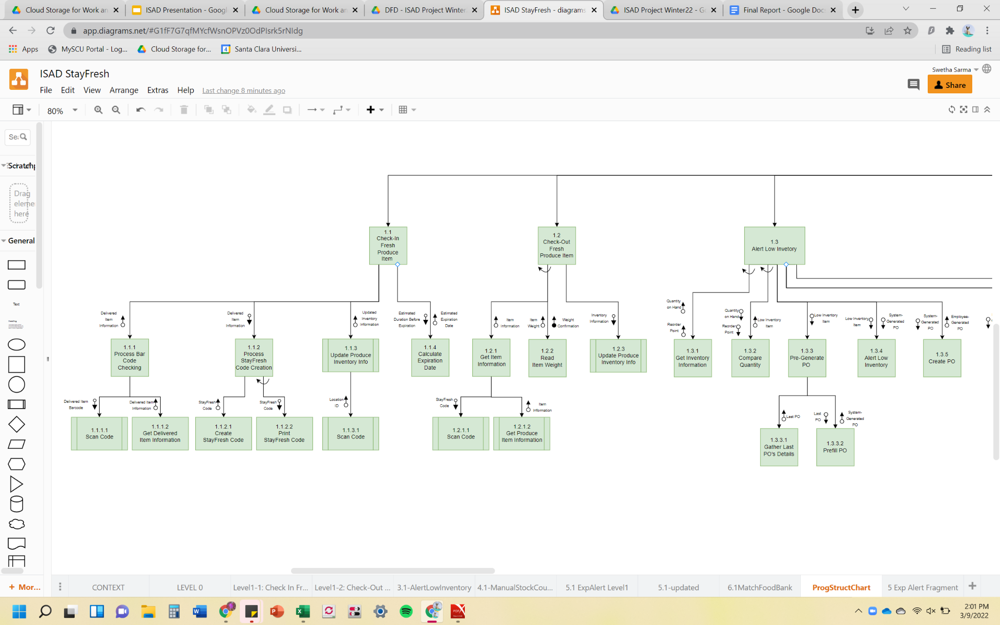 Cloud Storage for Work an
ISAD Presentation - Googl
Cloud Storage for Work an
DFD - ISAD Project Winter
ISAD StayFresh - diagrams
ISAD Project Winter22 - Go
Final Report - Google Doc
app.diagrams.net/#G1fF7G7qfMYcfWsnOPVz0OdPIsrk5rNIdg
Apps
MySCU Portal - Log...
Cloud Storage for...
4
Santa Clara Universi...
Reading list
ISAD StayFresh
Swetha Sarma
File Edit View Arrange Extras Help Last change 8 minutes ago
Share
80%
Scratchp
Drag
eleme
here
General
Text
Heading
1.1
Check-In
Fresh
Produce
Item
1.2
Check-Out
Fresh
Produce Item
1.3
Alert Low Invetory
Delivered
Item
Information
Delivered
Item
Information
Updated
Inventory
Information
Estimated
Duration Before
Expiration
Estimated
Expiration
Date
Item
Information
Item
Weight
Weight
Confirmation
Inventory
Information
Quantity
on Hand
Reorder
Point
Quantity
on Hand
Reorder
Point
Low Inventory
Item
Low Inventory
Item
Low Inventory
Item
System-
Generated
PO
System-
Generated
PO
Employee-
Generated
PO
1.1.1
Process Bar
Code
Checking
1.1.2
Process
StayFresh
Code Creation
1.1.3
Update Produce
Inventory Info
1.1.4
Calculate
Expiration
Date
1.2.1
Get Item
Information
1.2.2
Read
Item Weight
1.2.3
Update Produce
Inventory Info
1.3.1
Get Inventory
Information
1.3.2
Compare
Quantity
1.3.3
Pre-Generate
PO
1.3.4
Alert Low
Inventory
1.3.5
Create PO
Delivered Item
Barcode
Delivered Item
Information
StayFresh
Code
StayFresh
Code
Location
ID
StayFresh
Code
Item
Information
Last PO
Last
PO
System-
Generated
PO
1.1.1.1
Scan Code
1.1.1.2
Get Delivered
Item Information
1.1.2.1
Create
StayFresh Code
1.1.2.2
Print
StayFresh Code
1.1.3.1
Scan Code
1.2.1.1
Scan Code
1.2.1.2
Get Produce
Item Information
1.3.3.1
Gather Last
PO's Details
1.3.3.2
Prefill PO
+ Mor...
CONTEXT
LEVEL 0
Level1-1: Check In Fr...
Level1-2: Check-Out ...
3.1-AlertLowInventory
4.1-ManualStockCou...
5.1 ExpAlert Level1
5.1-updated
6.1MatchFoodBank
ProgStructChart
5 Exp Alert Fragment
2:01 PM
3/9/2022